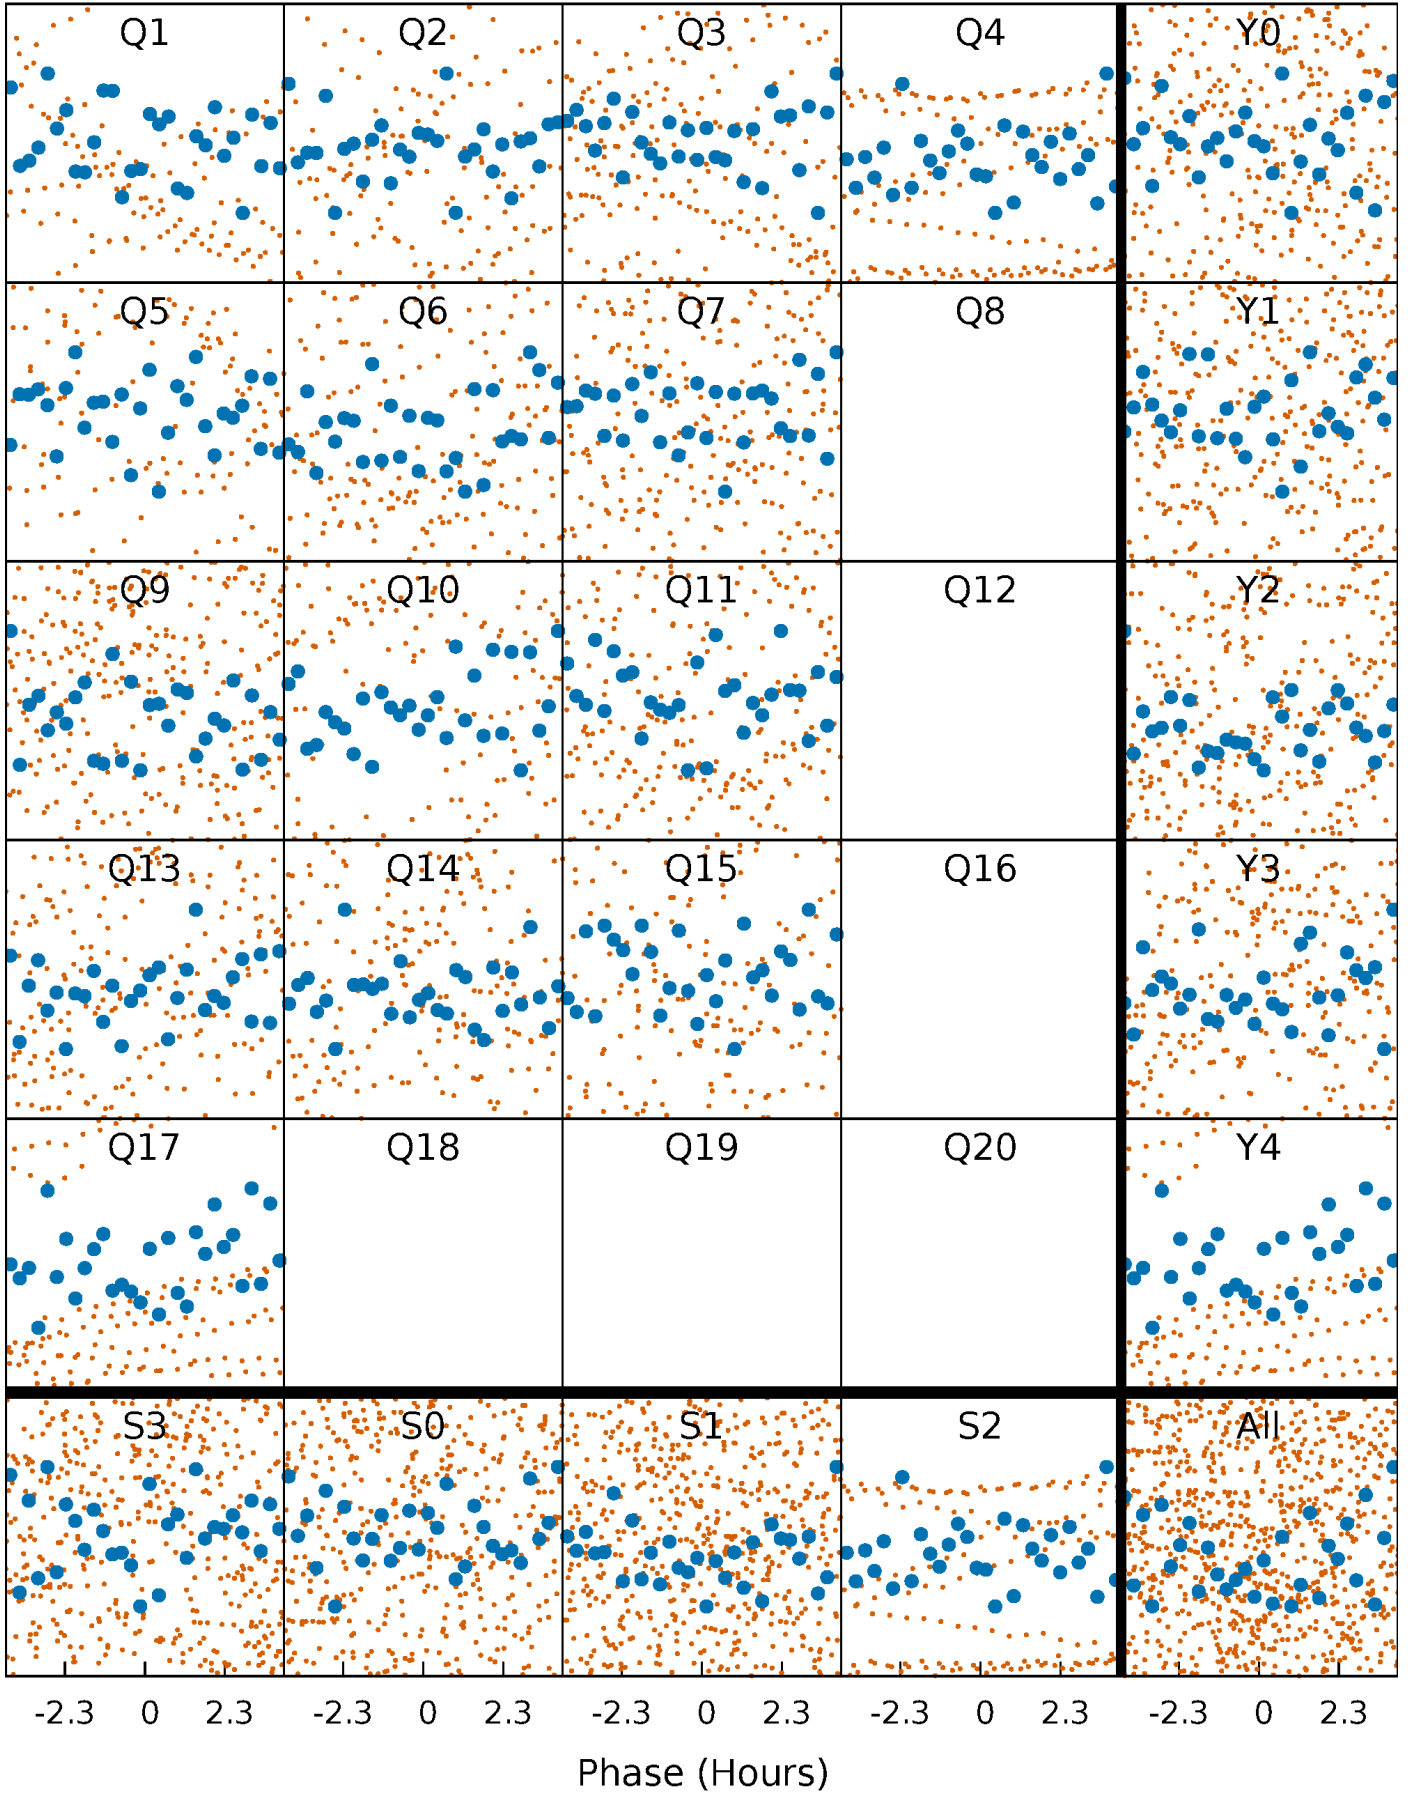 Q1 Q2 Q3 Q4 Y0
Q5 Q6 Q7 Q8 Y1
Q9 Q10 Q11 Q12 Y2
Q13 Q14 Q15 Q16 Y3
Q17 Q18 Q19 Q20 Y4
S3 S0 S1 S2 All
-2.3 0 2.3 -2.3 0 2.3 -2.3 0 2.3 -2.3 0 2.3 -2.3 0 2.3
Phase (Hours)